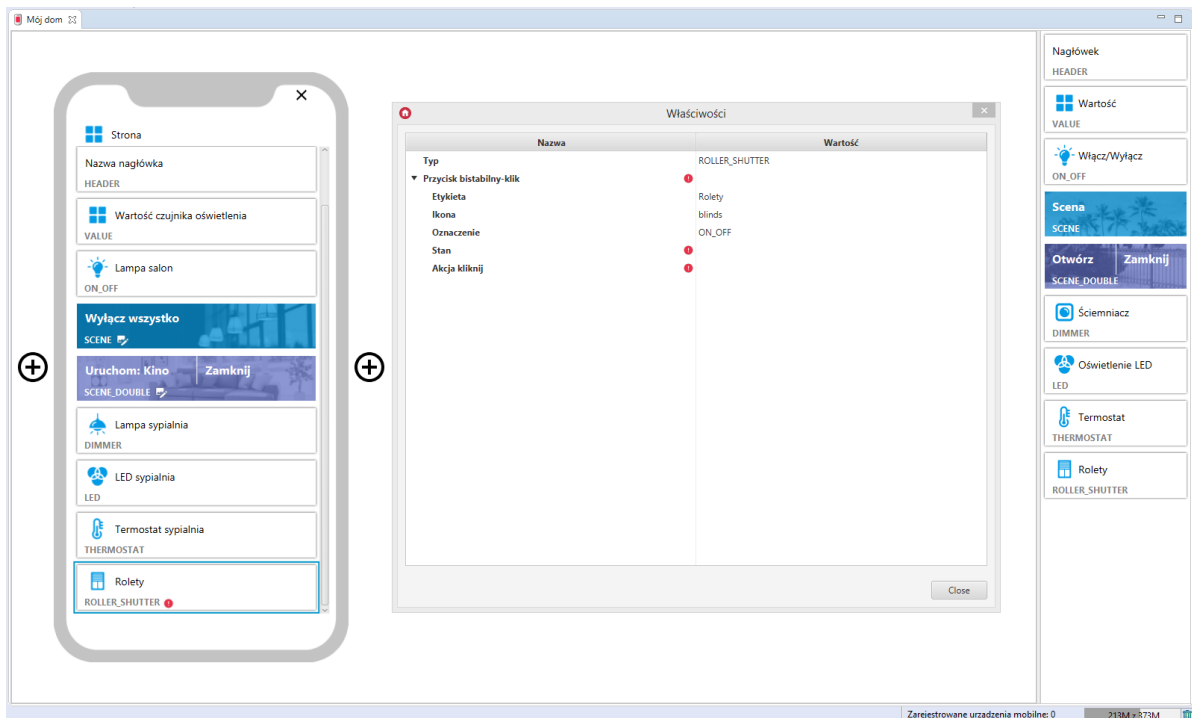 Mój dom
Strona
Nazwa nagłówka
HEADER
Wartość czujnika oświetlenia
VALUE
Lampa salon
ON_OFF
Wyłącz wszystko
SCENE
Uruchom: Kino Zamknij
SCENE_DOUBLE
Lampa sypialnia
DIMMER
LED sypialnia
LED
Termostat sypialnia
THERMOSTAT
Rolety
ROLLER_SHUTTER
Właściwości
Nazwa Wartość
Typ ROLLER_SHUTTER
Przycisk bistabilny-klik
Etykieta Rolety
Ikona blinds
Oznaczenie ON_OFF
Stan
Akcja kliknij
Close
Nagłówek
HEADER
Wartość
VALUE
Włącz/Wyłącz
ON_OFF
Scena
SCENE
Otwórz Zamknij
SCENE_DOUBLE
Ściemniacz
DIMMER
Oświetlenie LED
LED
Termostat
THERMOSTAT
Rolety
ROLLER_SHUTTER
Zarejestrowane urządzenia mobilne: 0 213M z 373M